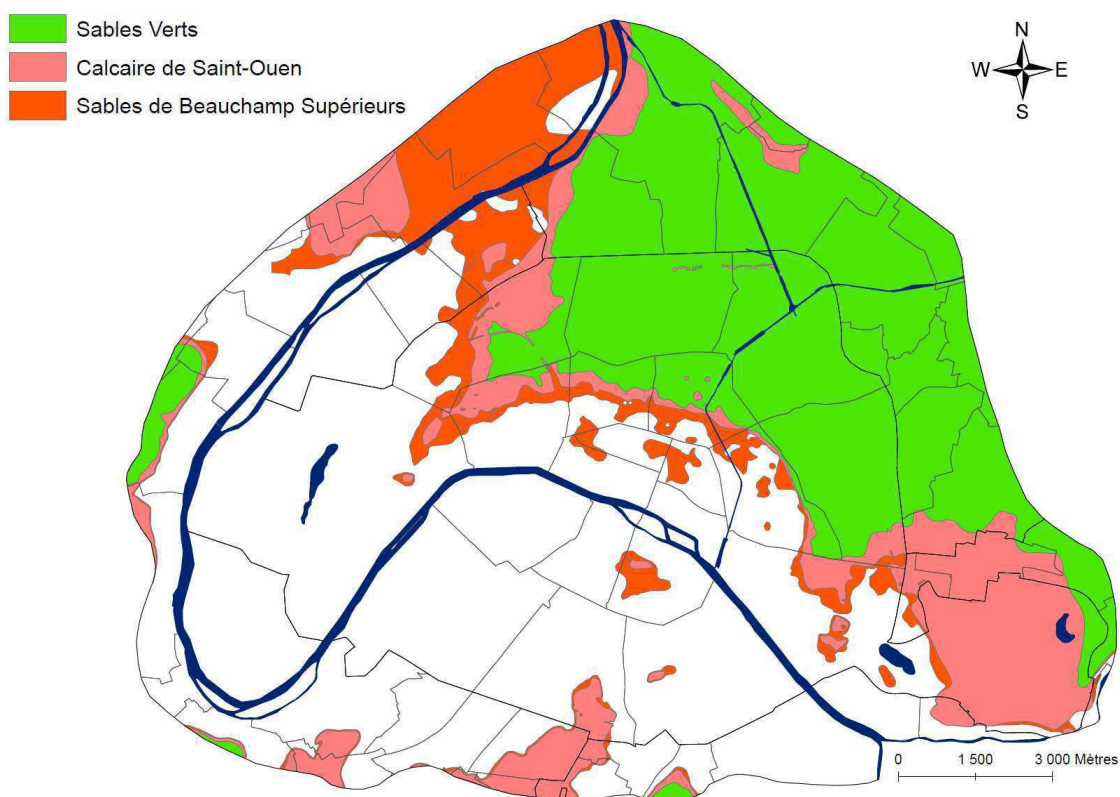 Sables Verts
Calcaire de Saint-Ouen
Sables de Beauchamp Supérieurs
N
W E
S
0 1 500 3 000 Mètres